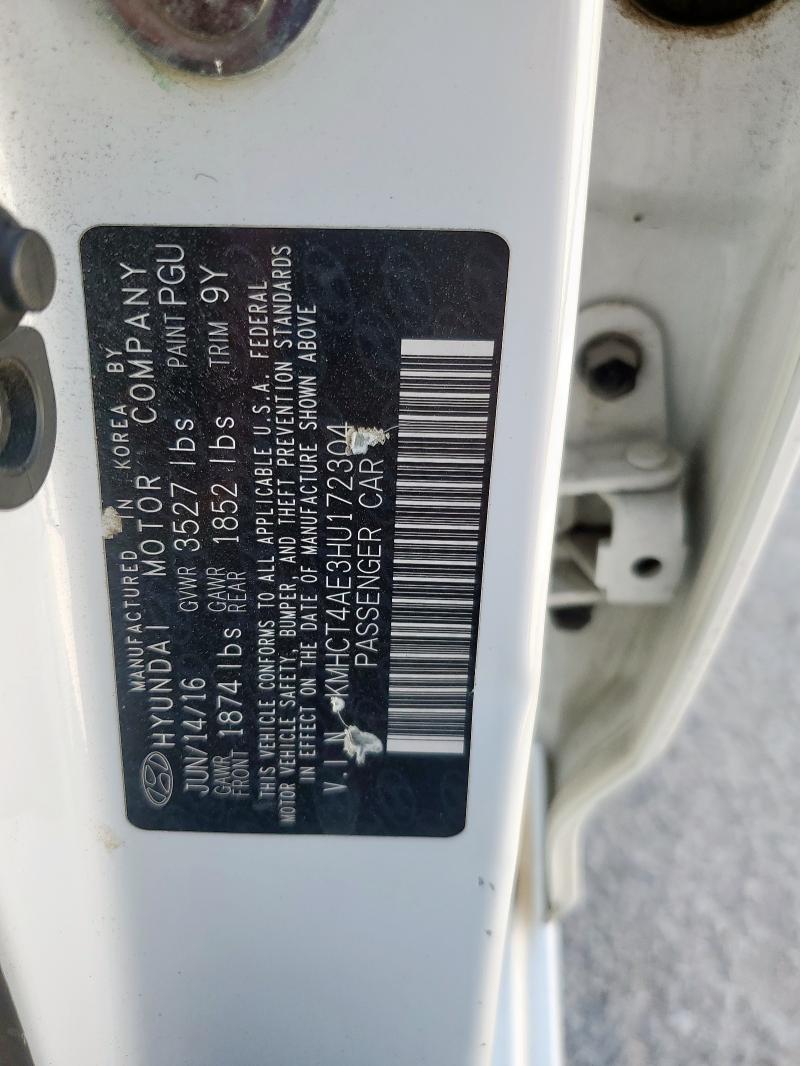 MANUFACTURED IN KOREA BY
HYUNDAI MOTOR COMPANY
JUN/14/16 GVWR 3527 lbs PAINT PGU
GAWR FRONT 1874 lbs GAWR REAR 1852 lbs TRIM 9Y
THIS VEHICLE CONFORMS TO ALL APPLICABLE U.S.A. FEDERAL
MOTOR VEHICLE SAFETY, BUMPER, AND THEFT PREVENTION STANDARDS
IN EFFECT ON THE DATE OF MANUFACTURE SHOWN ABOVE
V.I.N KMHCT4AE3HU172304
PASSENGER CAR